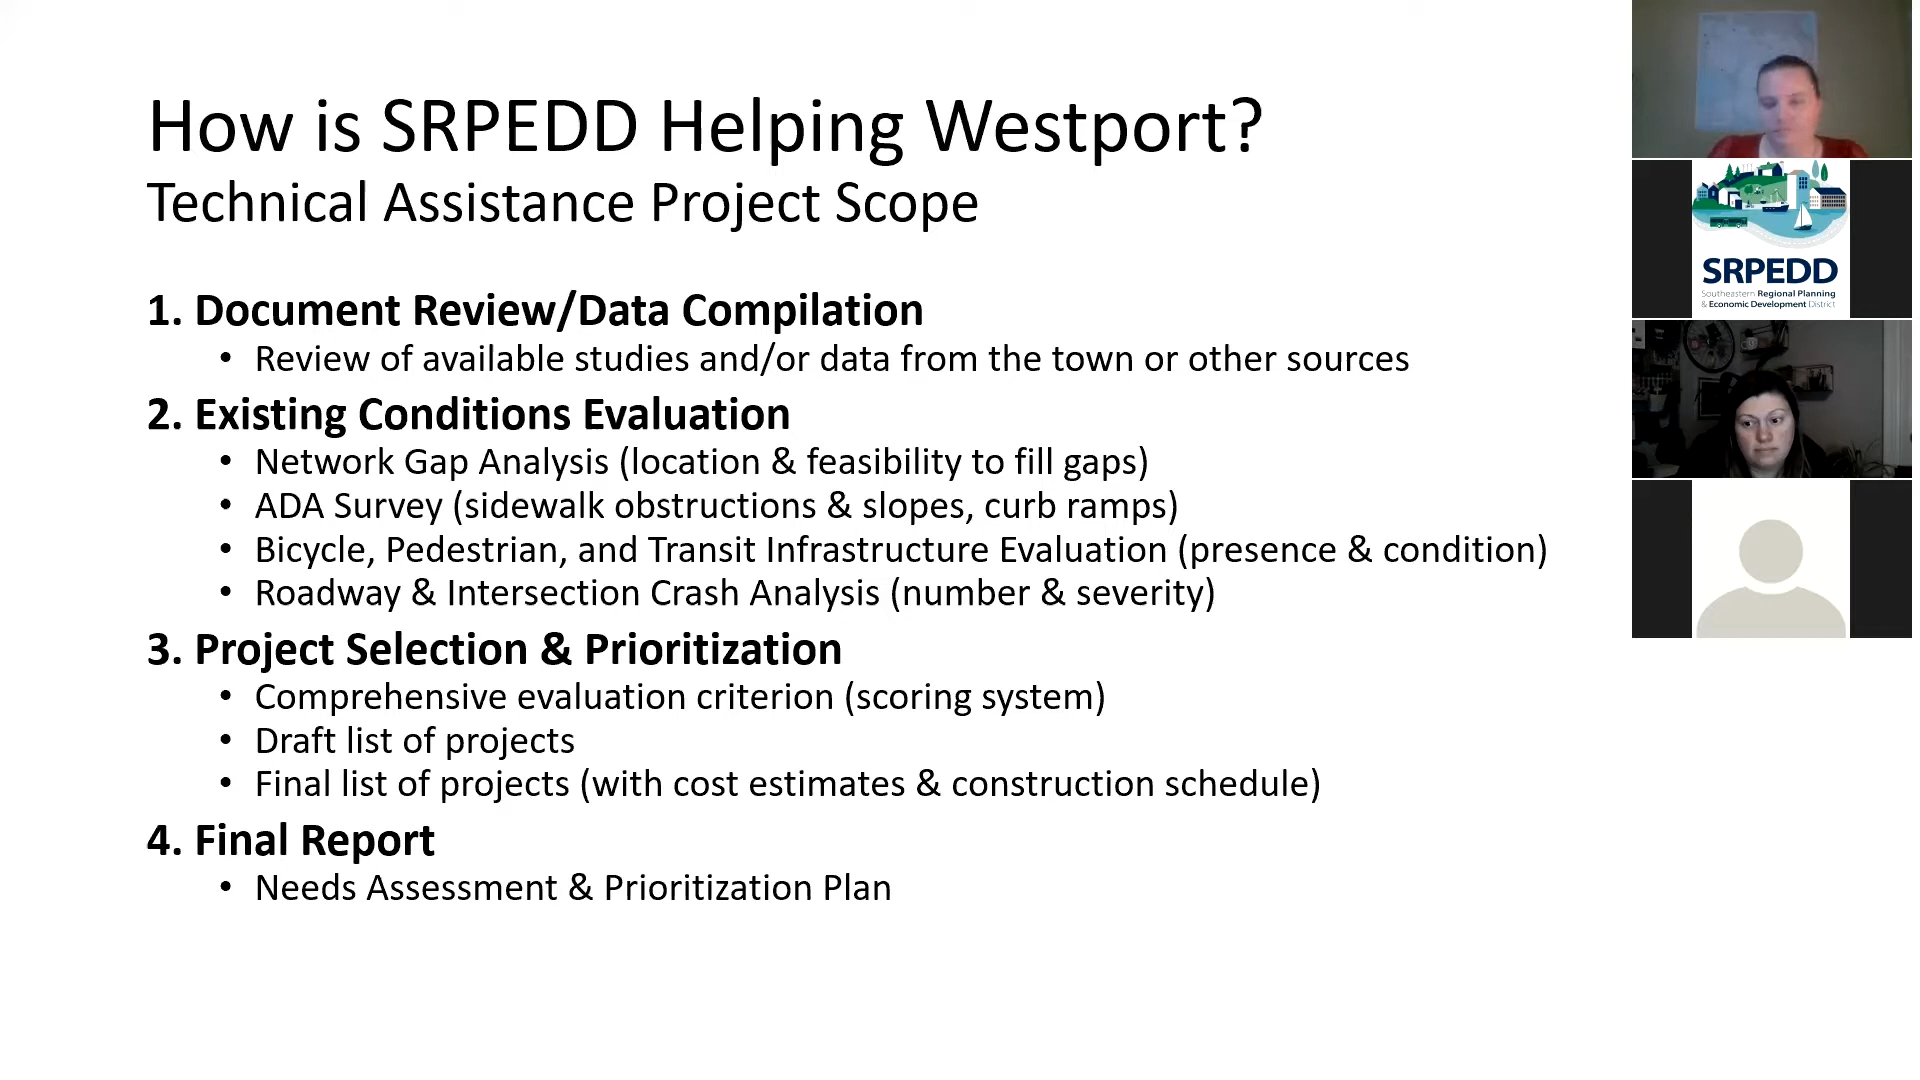 How is SRPEDD Helping Westport?
Technical Assistance Project Scope
1. Document Review/Data Compilation
• Review of available studies and/or data from the town or other sources
2. Existing Conditions Evaluation
• Network Gap Analysis (location & feasibility to fill gaps)
• ADA Survey (sidewalk obstructions & slopes, curb ramps)
• Bicycle, Pedestrian, and Transit Infrastructure Evaluation (presence & condition)
• Roadway & Intersection Crash Analysis (number & severity)
3. Project Selection & Prioritization
• Comprehensive evaluation criterion (scoring system)
• Draft list of projects
• Final list of projects (with cost estimates & construction schedule)
4. Final Report
• Needs Assessment & Prioritization Plan
SRPEDD
Southeastern Regional Planning
& Economic Development District